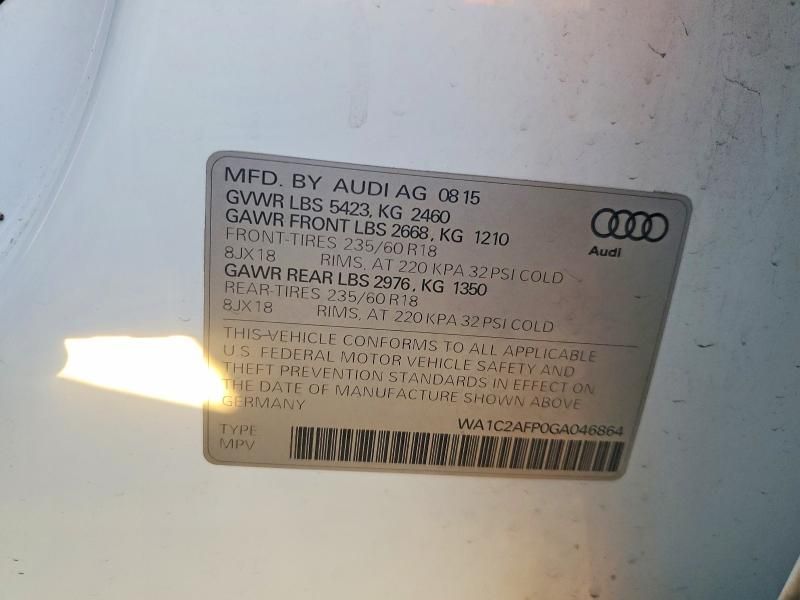 MFD. BY AUDI AG 08 15
GVWR LBS 5423, KG 2460
GAWR FRONT LBS 2668, KG 1210
FRONT-TIRES 235/60 R18
8JX18 RIMS, AT 220 KPA 32 PSI COLD
GAWR REAR LBS 2976, KG 1350
REAR-TIRES 235/60 R18
8JX18 RIMS, AT 220 KPA 32 PSI COLD
Audi
THIS VEHICLE CONFORMS TO ALL APPLICABLE
U.S. FEDERAL MOTOR VEHICLE SAFETY AND
THEFT PREVENTION STANDARDS IN EFFECT ON
THE DATE OF MANUFACTURE SHOWN ABOVE.
GERMANY
WA1C2AFP0GA046864
TYPE
MPV